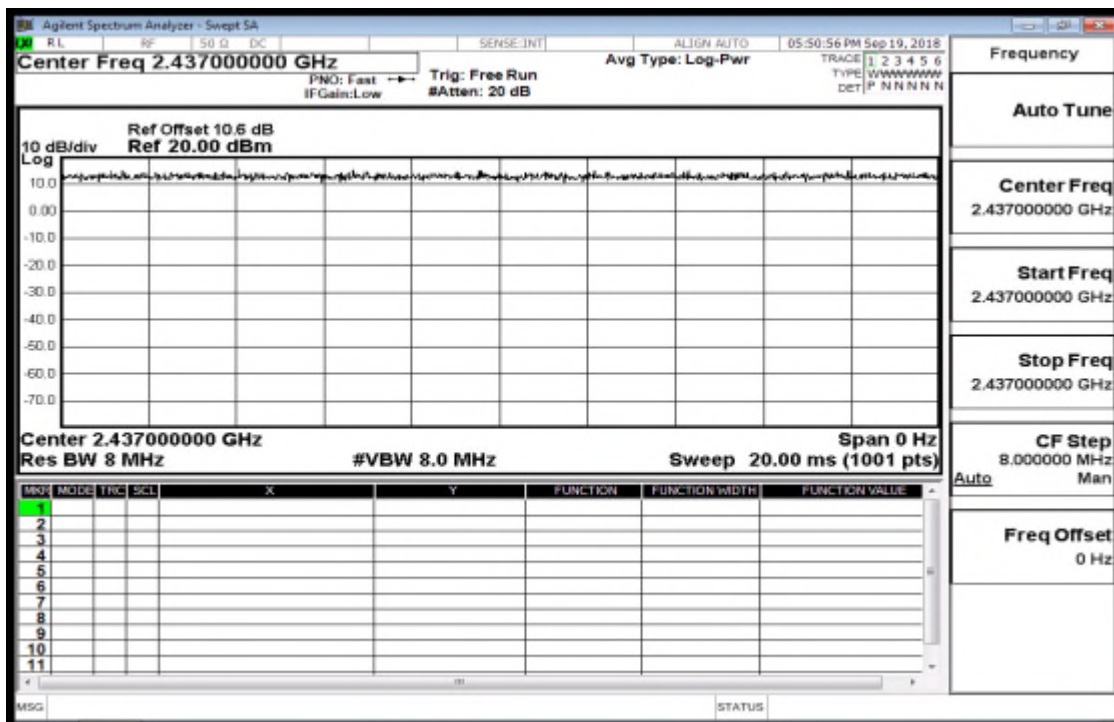 Agilent Spectrum Analyzer - Swept SA
RL RF 50 Ω DC SENSE:INT ALIGN AUTO 05:50:56 PM Sep 19, 2018
Center Freq 2.437000000 GHz
PNO: Fast
IFGain:Low
Trig: Free Run
#Atten: 20 dB
Avg Type: Log-Pwr
TRACE 1 2 3 4 5 6
TYPE WWWWWW
DET P N N N N N
Ref Offset 10.6 dB
10 dB/div Ref 20.00 dBm
Log
10.0
0.00
-10.0
-20.0
-30.0
-40.0
-50.0
-60.0
-70.0
Center 2.437000000 GHz Span 0 Hz
Res BW 8 MHz #VBW 8.0 MHz Sweep 20.00 ms (1001 pts)
MKR MODE TRC SCL X Y FUNCTION FUNCTION WIDTH FUNCTION VALUE
1
2
3
4
5
6
7
8
9
10
11
MSG STATUS
Frequency
Auto Tune
Center Freq
2.437000000 GHz
Start Freq
2.437000000 GHz
Stop Freq
2.437000000 GHz
CF Step
8.000000 MHz
Auto Man
Freq Offset
0 Hz